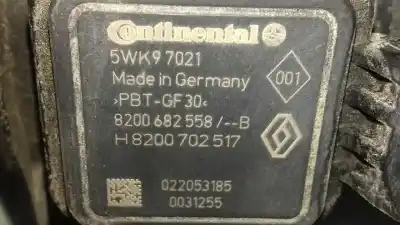 Continental
5WK9 7021
Made in Germany
001
>PBT-GF30<
8200 682 558 /--B
H 8200 702 517
022053185
0031255